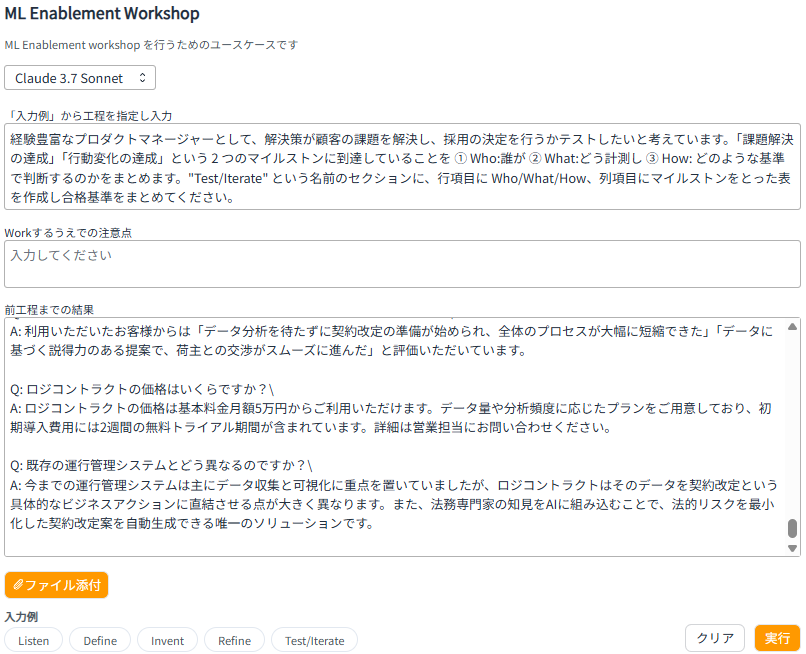 ML Enablement Workshop
ML Enablement workshop を行うためのユースケースです
Claude 3.7 Sonnet
「入力例」から工程を指定し入力
経験豊富なプロダクトマネージャーとして、解決策が顧客の課題を解決し、採用の決定を行うかテストしたいと考えています。「課題解決
の達成」「行動変化の達成」という 2 つのマイルストンに到達していることを ① Who:誰が ② What:どう計測し ③ How: どのような基準
で判断するのかをまとめます。"Test/Iterate" という名前のセクションに、行項目に Who/What/How、列項目にマイルストンをとった表
を作成し合格基準をまとめてください。
Workするうえでの注意点
入力してください
前工程までの結果
A: 利用いただいたお客様からは「データ分析を待たずに契約改定の準備が始められ、全体のプロセスが大幅に短縮できた」「データに
基づく説得力のある提案で、荷主との交渉がスムーズに進んだ」と評価いただいています。
Q: ロジコントラクトの価格はいくらですか？\
A: ロジコントラクトの価格は基本料金月額5万円からご利用いただけます。データ量や分析頻度に応じたプランをご用意しており、初
期導入費用には2週間の無料トライアル期間が含まれています。詳細は営業担当にお問い合わせください。
Q: 既存の運行管理システムとどう異なるのですか？\
A: 今までの運行管理システムは主にデータ収集と可視化に重点を置いていましたが、ロジコントラクトはそのデータを契約改定という
具体的なビジネスアクションに直結させる点が大きく異なります。また、法務専門家の知見をAIに組み込むことで、法的リスクを最小
化した契約改定案を自動生成できる唯一のソリューションです。
ファイル添付
入力例
Listen Define Invent Refine Test/Iterate クリア 実行